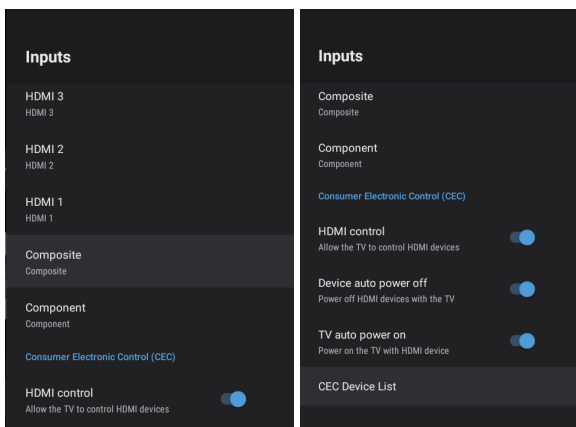 Inputs
HDMI 3
HDMI 3
HDMI 2
HDMI 2
HDMI 1
HDMI 1
Composite
Composite
Component
Component
Consumer Electronic Control (CEC)
HDMI control
Allow the TV to control HDMI devices
Inputs
Composite
Composite
Component
Component
Consumer Electronic Control (CEC)
HDMI control
Allow the TV to control HDMI devices
Device auto power off
Power off HDMI devices with the TV
TV auto power on
Power on the TV with HDMI device
CEC Device List